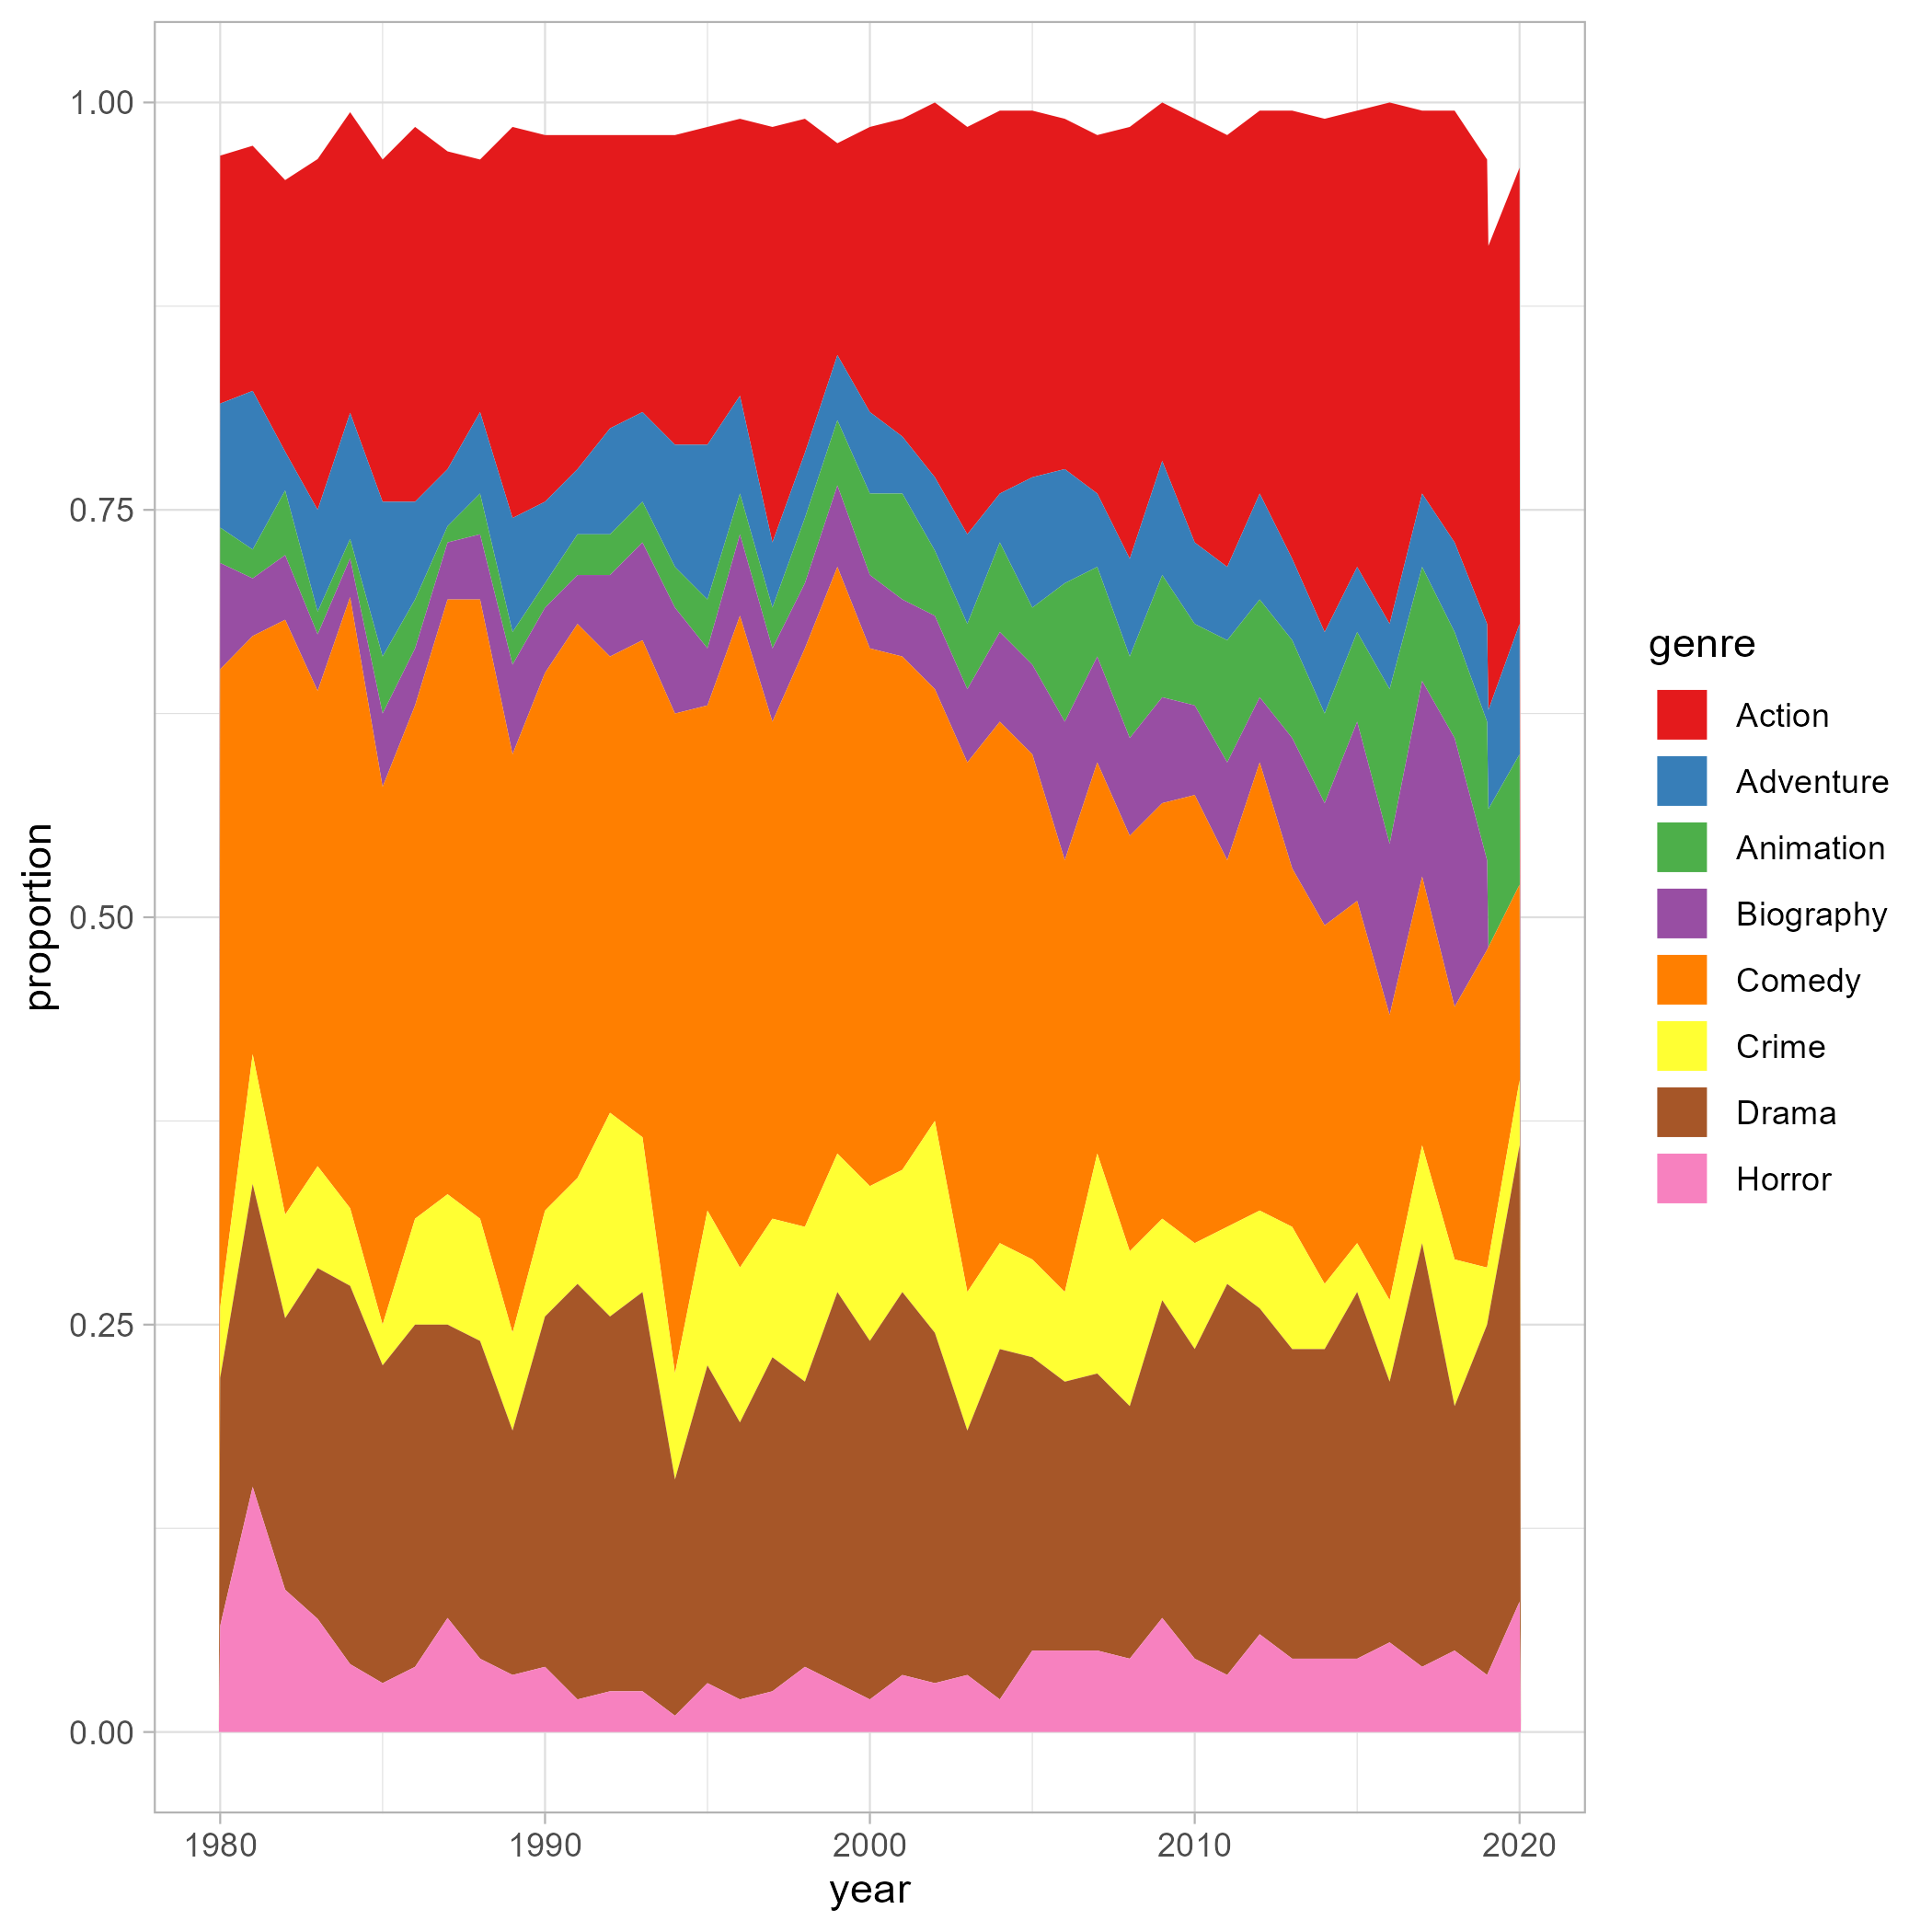 1.00
0.75
0.50
0.25
0.00
proportion
1980 1990 2000 2010 2020
year
genre
Action
Adventure
Animation
Biography
Comedy
Crime
Drama
Horror